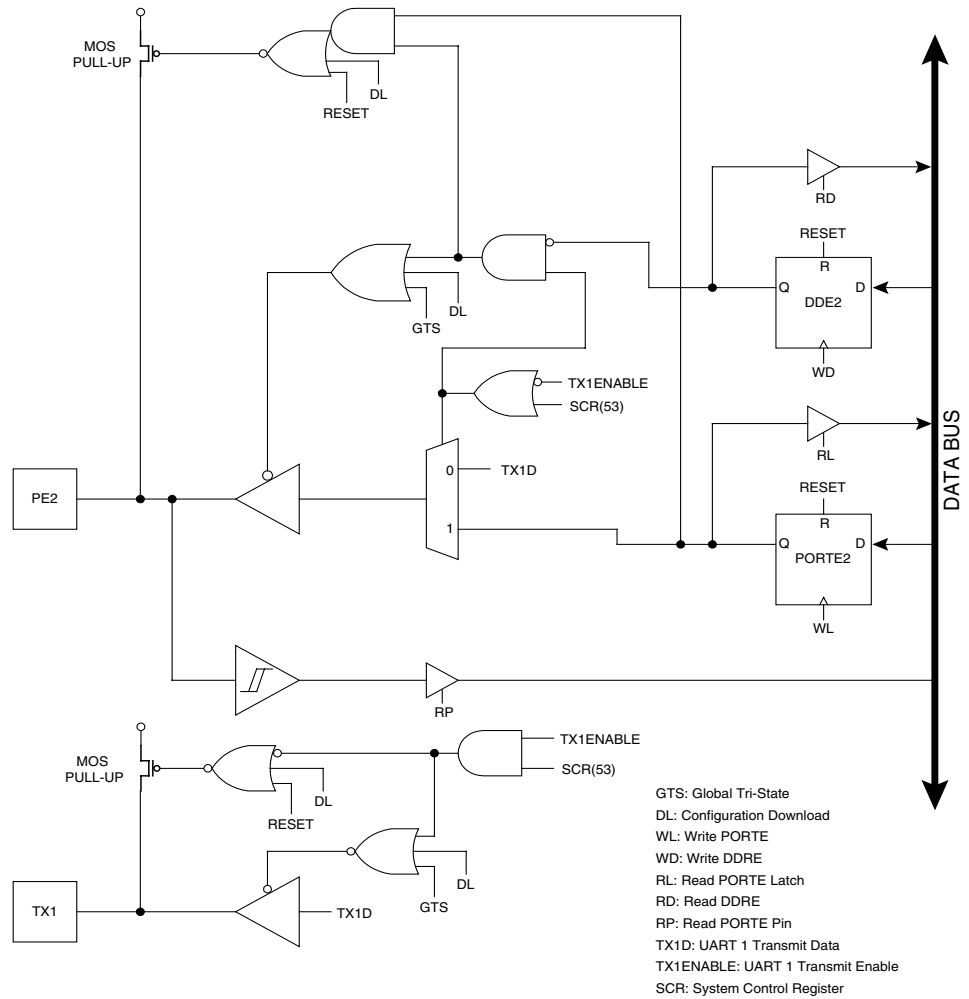 MOS
PULL-UP
DL
RESET
RD
RESET
R
Q
D
DDE2
WD
DL
GTS
TX1ENABLE
SCR(53)
RL
0
TX1D
PE2
1
RESET
R
Q
D
PORTE2
WL
DATA BUS
RP
MOS
PULL-UP
TX1ENABLE
SCR(53)
DL
RESET
DL
GTS
TX1
TX1D
GTS: Global Tri-State
DL: Configuration Download
WL: Write PORTE
WD: Write DDRE
RL: Read PORTE Latch
RD: Read DDRE
RP: Read PORTE Pin
TX1D: UART 1 Transmit Data
TX1ENABLE: UART 1 Transmit Enable
SCR: System Control Register